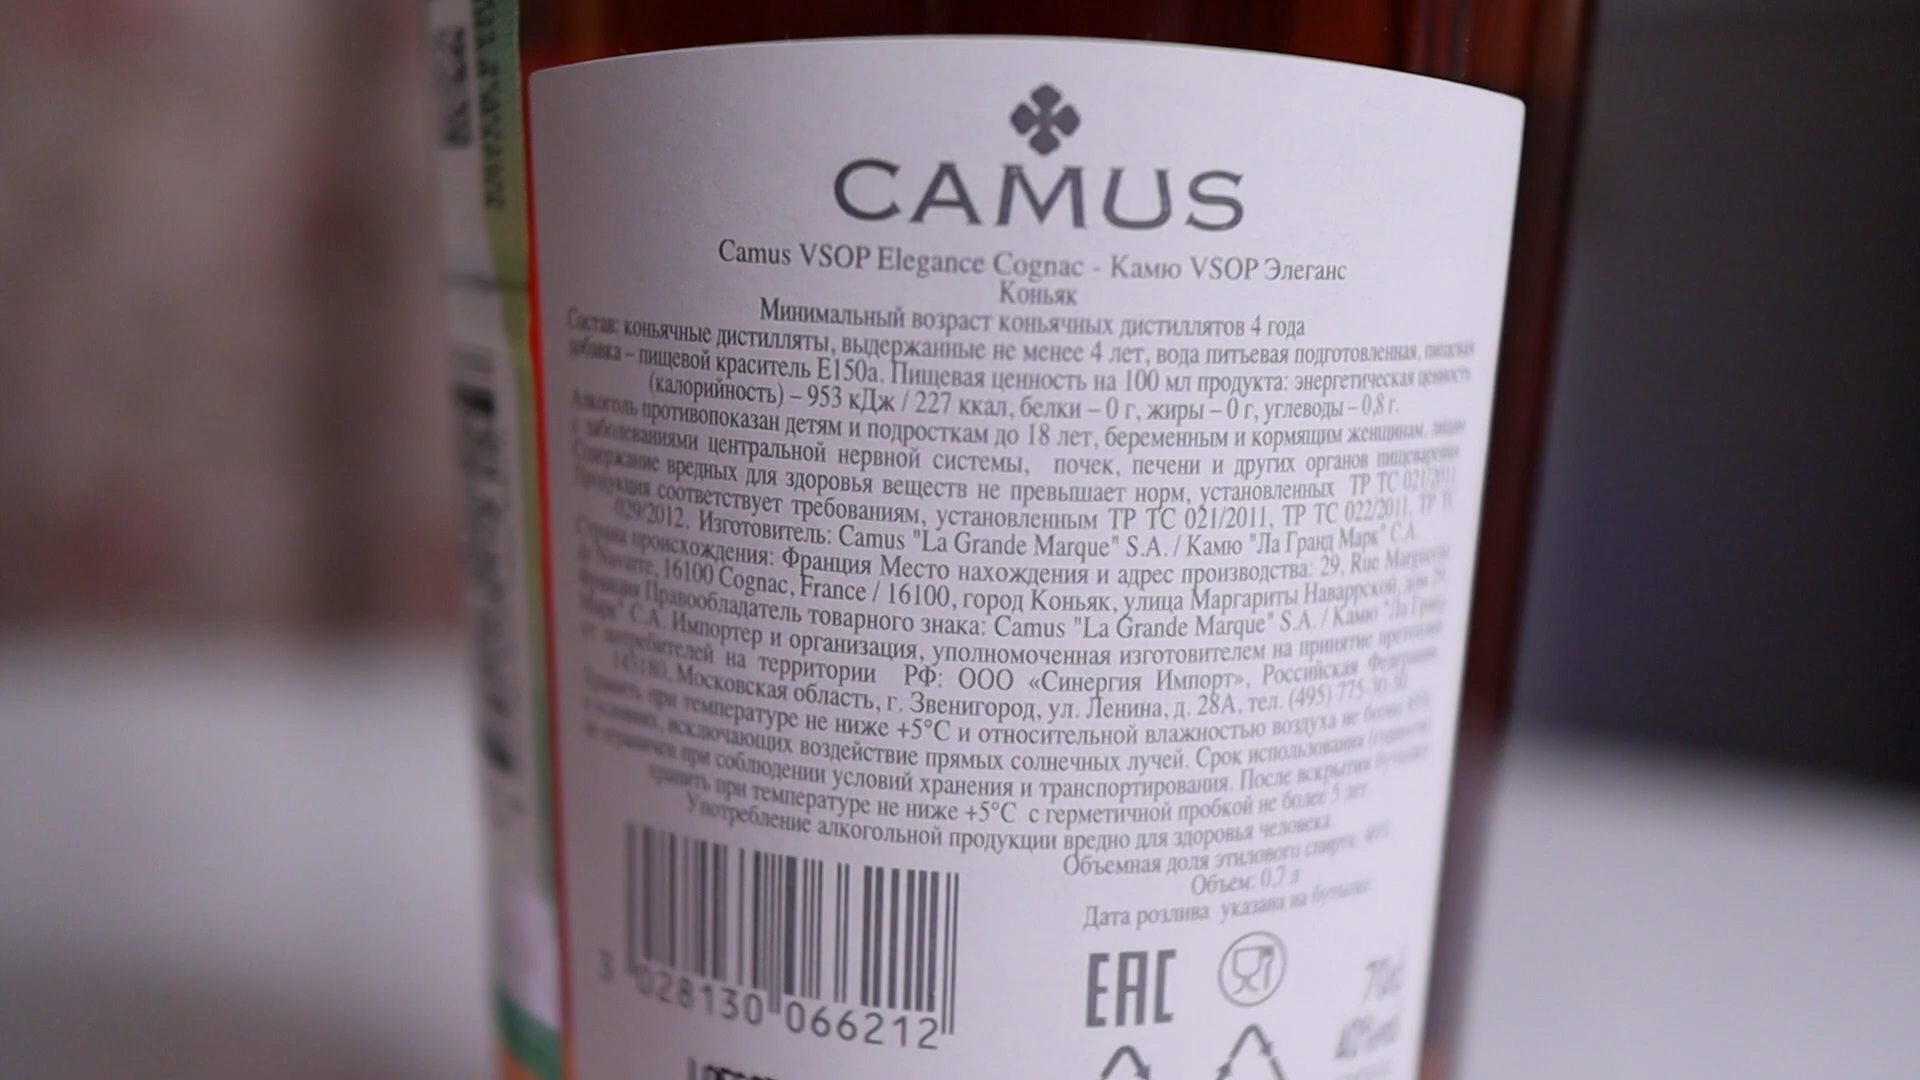 CAMUS
Camus VSOP Elegance Cognac - Камю VSOP Элеганс
Коньяк
Минимальный возраст коньячных дистиллятов 4 года
Состав: коньячные дистилляты, выдержанные не менее 4 лет, вода питьевая подготовленная, пищевая
добавка – пищевой краситель Е150а. Пищевая ценность на 100 мл продукта: энергетическая ценность
(калорийность) – 953 кДж / 227 ккал, белки – 0 г, жиры – 0 г, углеводы – 0,8 г.
Алкоголь противопоказан детям и подросткам до 18 лет, беременным и кормящим женщинам, лицам
с заболеваниями центральной нервной системы, почек, печени и других органов пищеварения
Содержание вредных для здоровья веществ не превышает норм, установленных ТР ТС 021/2011
Продукция соответствует требованиям, установленным ТР ТС 021/2011, ТР ТС 022/2011, ТР ТС
029/2012. Изготовитель: Camus "La Grande Marque" S.A. / Камю "Ла Гранд Марк" С.А.
Страна происхождения: Франция Место нахождения и адрес производства: 29, Rue Marguerite
de Navarre, 16100 Cognac, France / 16100, город Коньяк, улица Маргариты Наваррской, дом 29,
Франция Правообладатель товарного знака: Camus "La Grande Marque" S.A. / Камю "Ла Гранд
Марк" С.А. Импортер и организация, уполномоченная изготовителем на принятие претензий
от потребителей на территории РФ: ООО «Синергия Импорт», Российская Федерация
143180, Московская область, г. Звенигород, ул. Ленина, д. 28А, тел. (495) 775-30-30
Хранить при температуре не ниже +5°С и относительной влажностью воздуха не более 85%
в условиях, исключающих воздействие прямых солнечных лучей. Срок использования (годности)
не ограничен при соблюдении условий хранения и транспортирования. После вскрытия бутылки
хранить при температуре не ниже +5°С с герметичной пробкой не более 5 лет
Употребление алкогольной продукции вредно для здоровья человека.
Объемная доля этилового спирта: 40%
Объем: 0,7 л
Дата розлива указана на бутылке
3 028130 066212
EAC
70cl